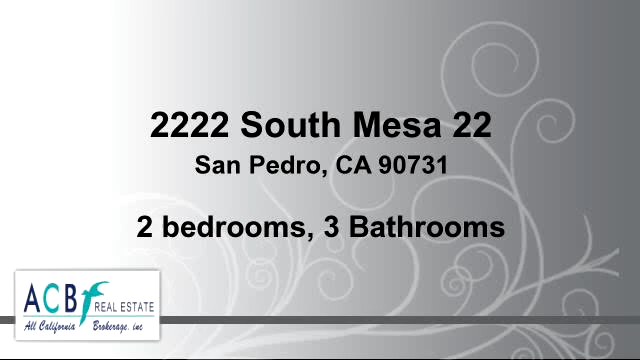 2222 South Mesa 22
San Pedro, CA 90731
2 bedrooms, 3 Bathrooms
ACB REAL ESTATE
All California Brokerage, inc